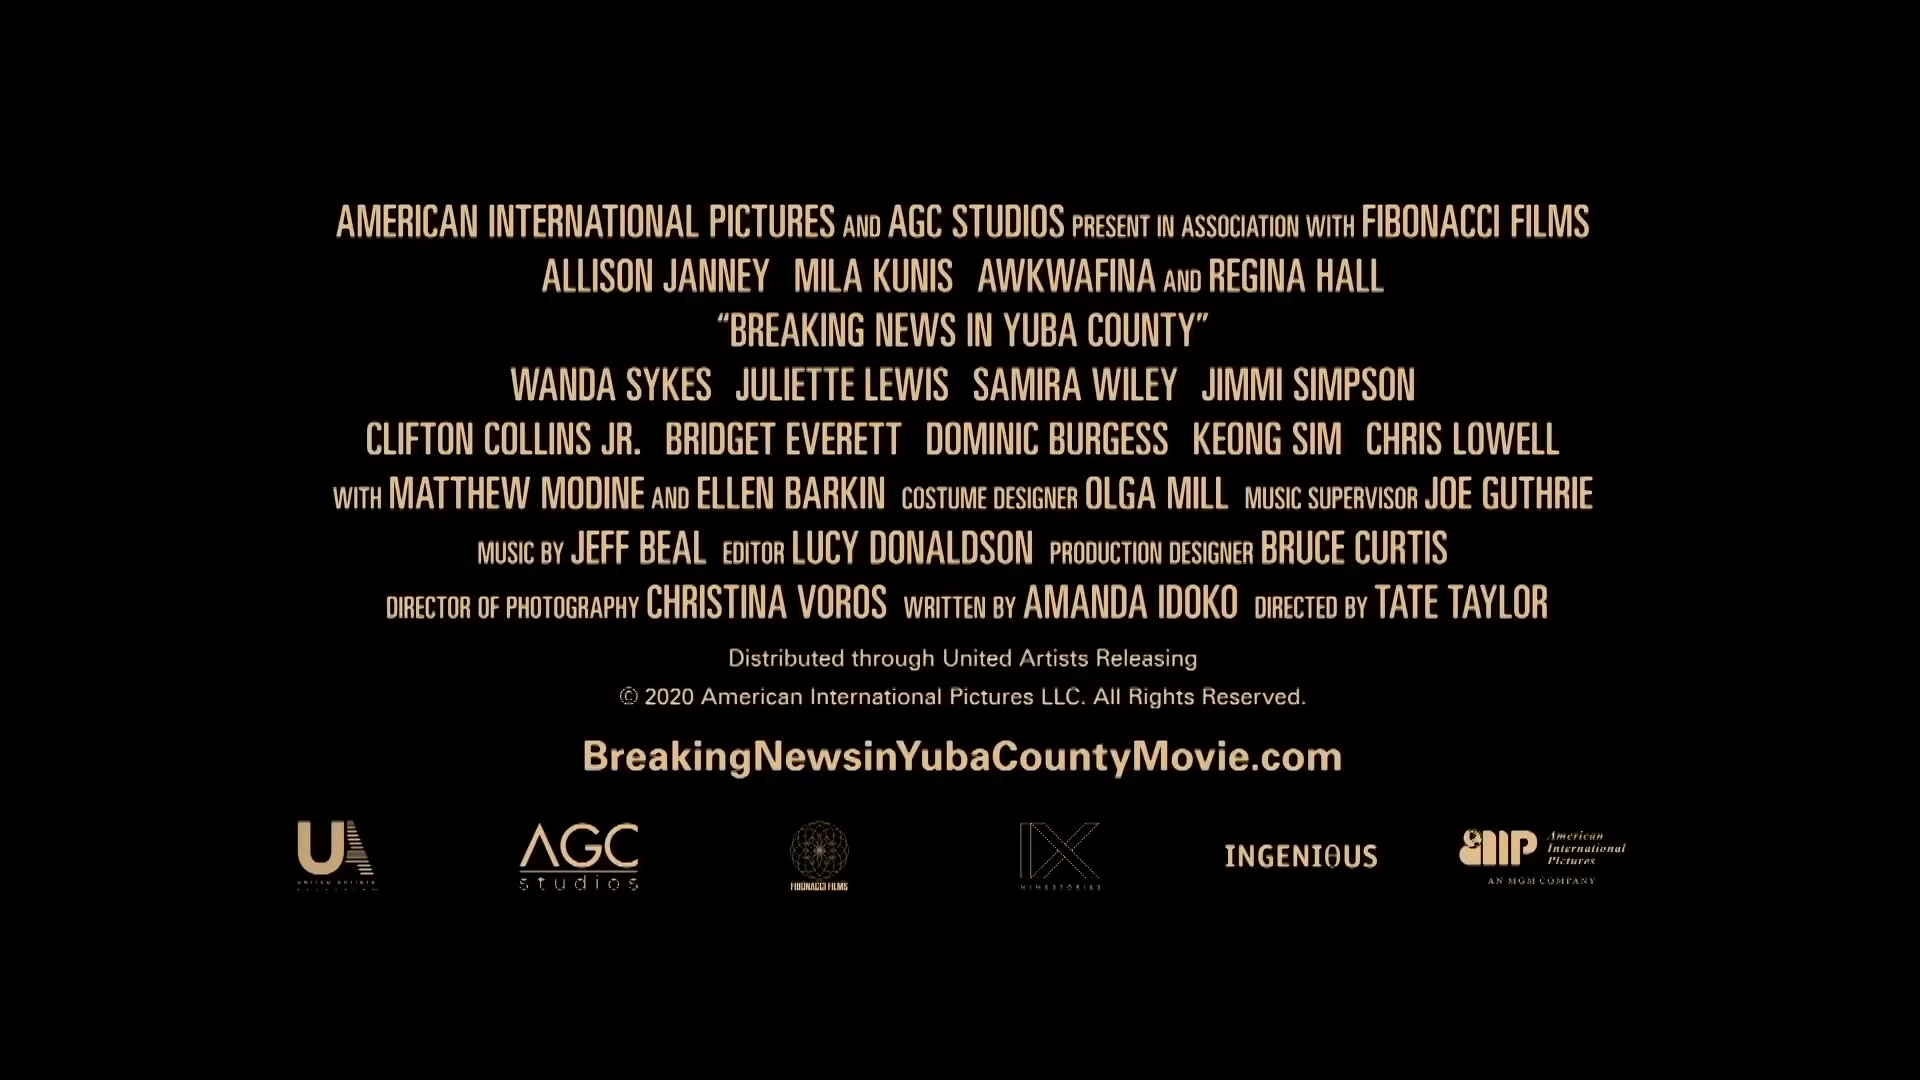 AMERICAN INTERNATIONAL PICTURES AND AGC STUDIOS PRESENT IN ASSOCIATION WITH FIBONACCI FILMS
ALLISON JANNEY MILA KUNIS AWKWAFINA AND REGINA HALL
“BREAKING NEWS IN YUBA COUNTY”
WANDA SYKES JULIETTE LEWIS SAMIRA WILEY JIMMI SIMPSON
CLIFTON COLLINS JR. BRIDGET EVERETT DOMINIC BURGESS KEONG SIM CHRIS LOWELL
WITH MATTHEW MODINE AND ELLEN BARKIN COSTUME DESIGNER OLGA MILL MUSIC SUPERVISOR JOE GUTHRIE
MUSIC BY JEFF BEAL EDITOR LUCY DONALDSON PRODUCTION DESIGNER BRUCE CURTIS
DIRECTOR OF PHOTOGRAPHY CHRISTINA VOROS WRITTEN BY AMANDA IDOKO DIRECTED BY TATE TAYLOR
Distributed through United Artists Releasing
© 2020 American International Pictures LLC. All Rights Reserved.
BreakingNewsinYubaCountyMovie.com
UA
UNITED ARTISTS
AGC
studios
FIBONACCI FILMS
IX
NINESTORIES
INGENIOUS
AIP
American
International
Pictures
AN MGM COMPANY